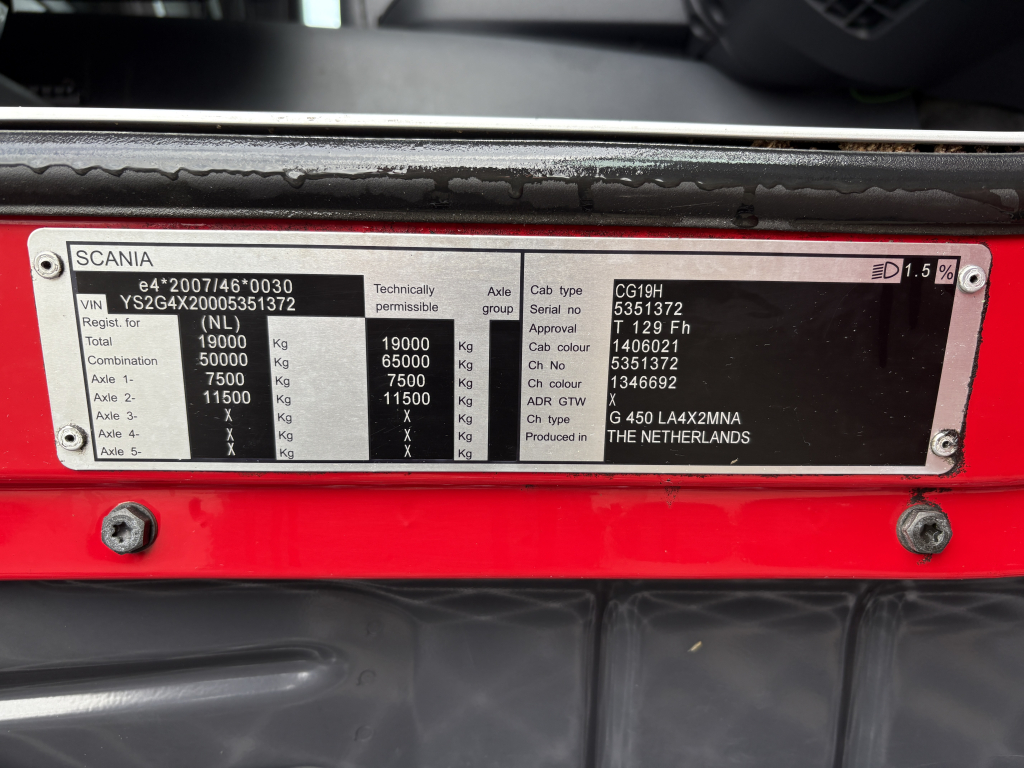 SCANIA
1.5 %
e4*2007/46*0030
VIN YS2G4X20005351372
Technically permissible
Axle group
Regist. for (NL)
Total 19000 Kg 19000 Kg
Combination 50000 Kg 65000 Kg
Axle 1- 7500 Kg 7500 Kg
Axle 2- 11500 Kg 11500 Kg
Axle 3- X Kg X Kg
Axle 4- X Kg X Kg
Axle 5- X Kg X Kg
Cab type CG19H
Serial no 5351372
Approval T 129 Fh
Cab colour 1406021
Ch No 5351372
Ch colour 1346692
ADR GTW X
Ch type G 450 LA4X2MNA
Produced in THE NETHERLANDS